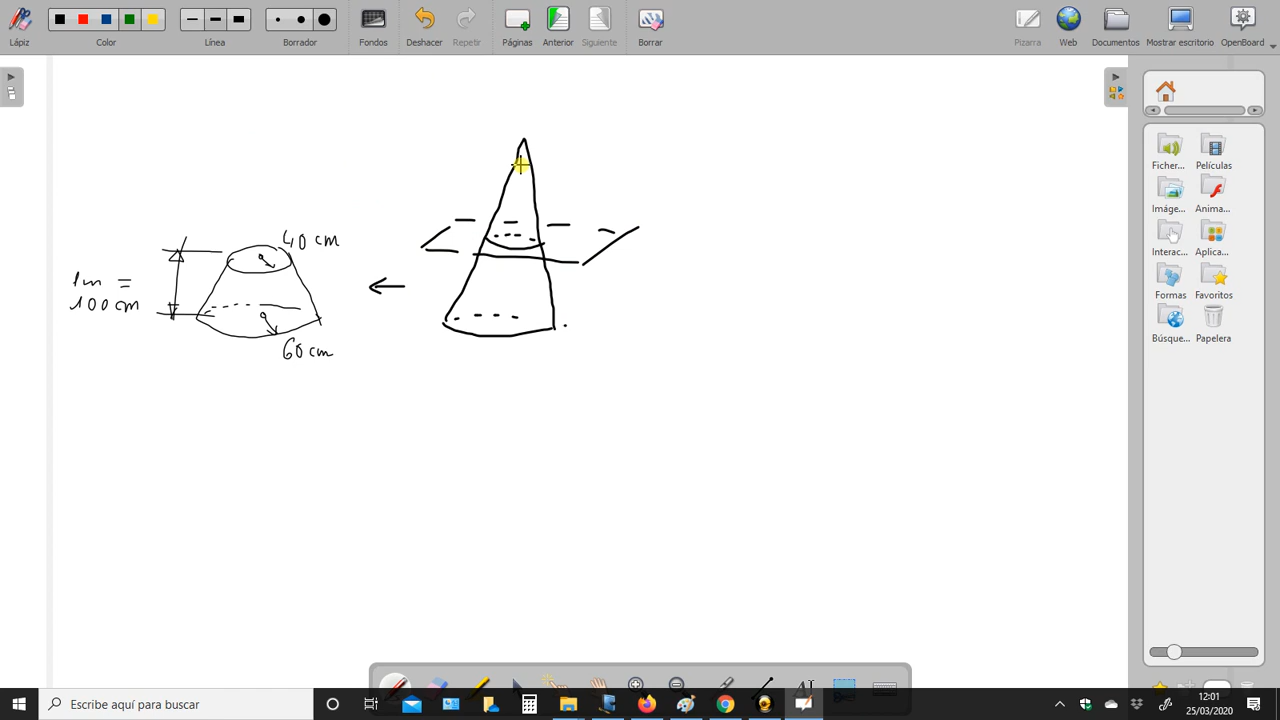 Lápiz
Color
Línea
Borrador
Fondos
Deshacer
Repetir
Páginas
Anterior
Siguiente
Borrar
Pizarra
Web
Documentos
Mostrar escritorio
OpenBoard
40 cm
1m =
100 cm
60 cm
Ficher...
Películas
Imáge...
Anima...
Interac...
Aplica...
Formas
Favoritos
Búsque...
Papelera
Escribe aquí para buscar
12:01
25/03/2020